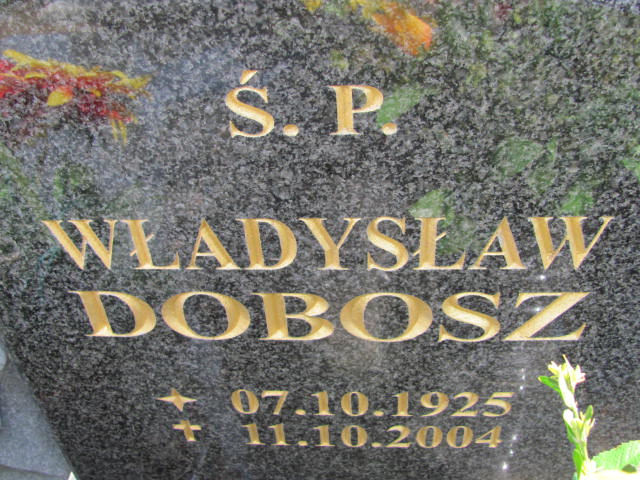 Ś. P.
WŁADYSŁAW
DOBOSZ
07.10.1925
11.10.2004